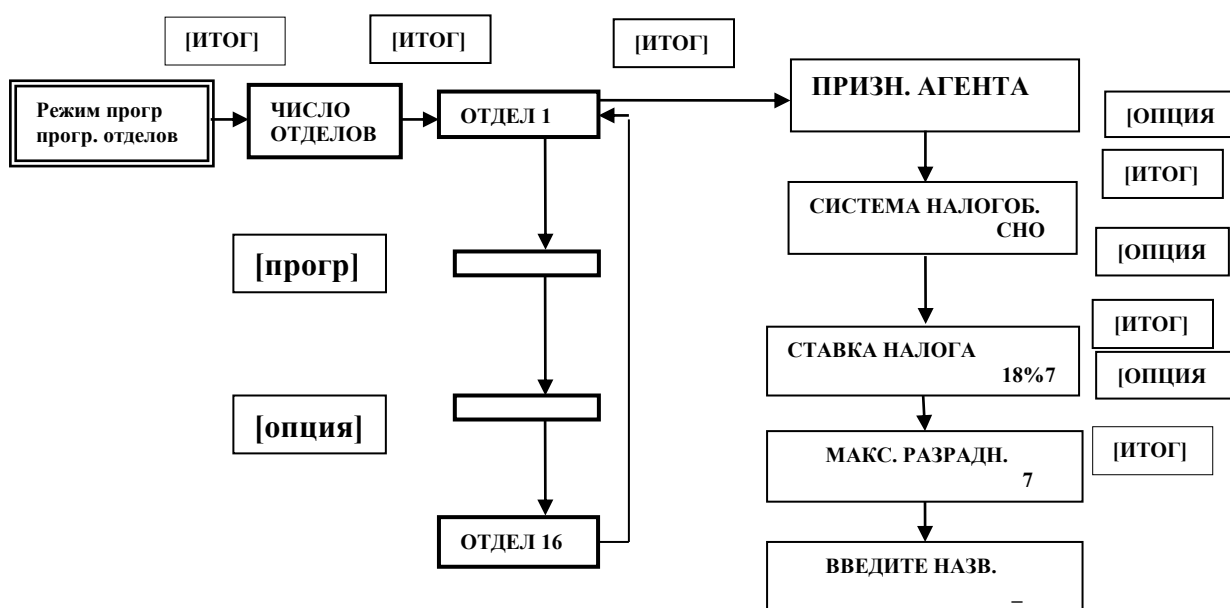 [ИТОГ]
[ИТОГ]
[ИТОГ]
Режим прогр
прогр. отделов
ЧИСЛО
ОТДЕЛОВ
ОТДЕЛ 1
ПРИЗН. АГЕНТА
[ОПЦИЯ
[ИТОГ]
СИСТЕМА НАЛОГОБ.
СНО
[прогр]
[ОПЦИЯ
[ИТОГ]
СТАВКА НАЛОГА
18%7
[ОПЦИЯ
[опция]
МАКС. РАЗРАДН.
7
[ИТОГ]
ОТДЕЛ 16
ВВЕДИТЕ НАЗВ.
_